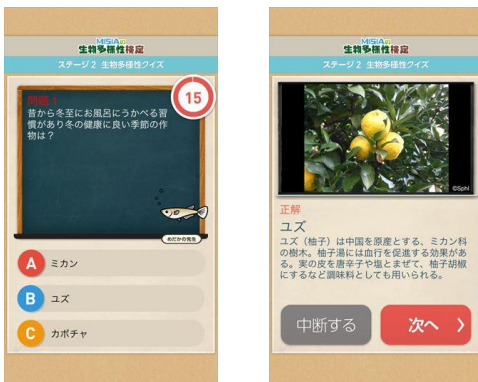 MISIAの
生物多様性検定
ステージ2 生物多様性クイズ
問題1
15
昔から冬至にお風呂にうかべる習
慣があり冬の健康に良い季節の作
物は?
めだかの先生
A ミカン
B ユズ
C カボチャ
MISIAの
生物多様性検定
ステージ2 生物多様性クイズ
©Sphl
正解
ユズ
ユズ(柚子)は中国を原産とする、ミカン科
の樹木。柚子湯には血行を促進する効果があ
る。実の皮を唐辛子や塩とまぜて、柚子胡椒
にするなど調味料としても用いられる。
中断する
次へ